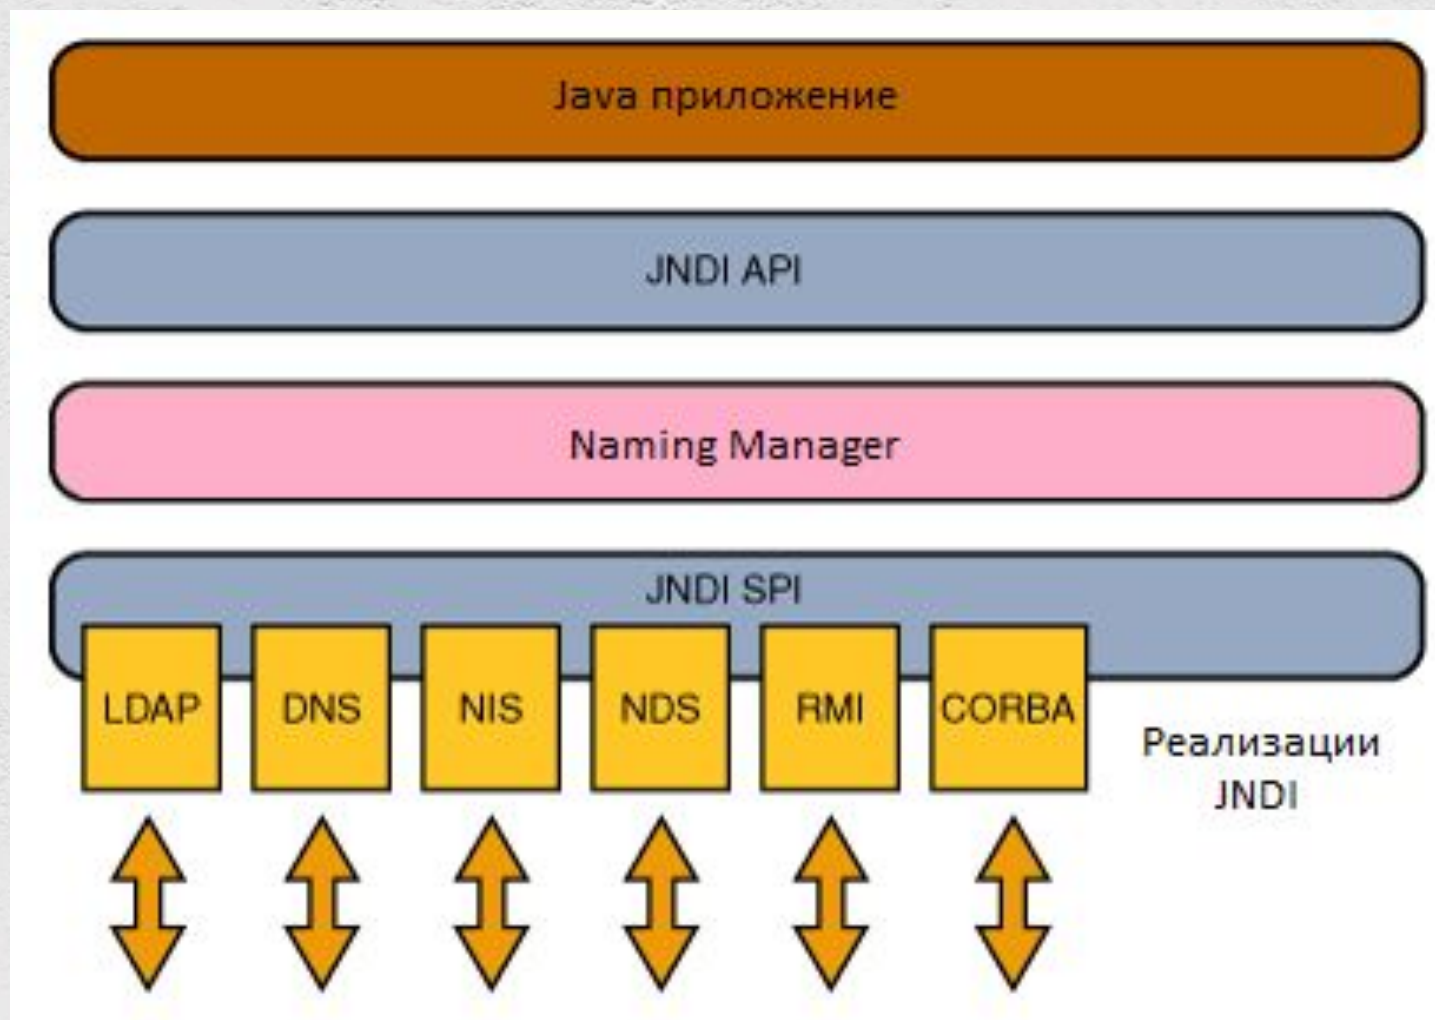 Java приложение
JNDI API
Naming Manager
JNDI SPI
LDAP DNS NIS NDS RMI CORBA
Реализации
JNDI